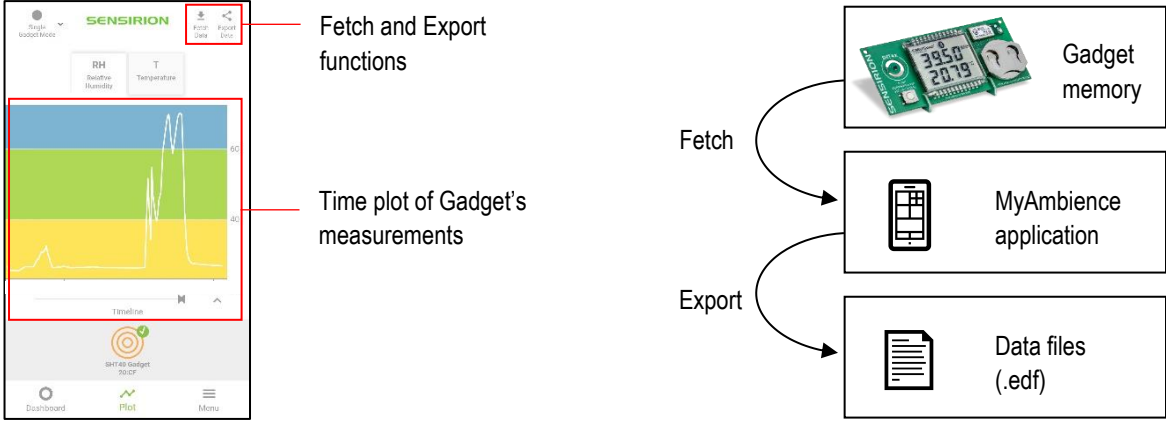 Single
Gadget Mode
SENSIRION
Fetch
Data
Export
Data
RH
Relative
Humidity
T
Temperature
60
40
Timeline
SHT40 Gadget
Dashboard
Plot
Menu
Fetch and Export
functions
Time plot of Gadget's
measurements
Fetch
Export
SENSIRION
39.50
20.79
Gadget
memory
MyAmbience
application
Data files
(.edf)